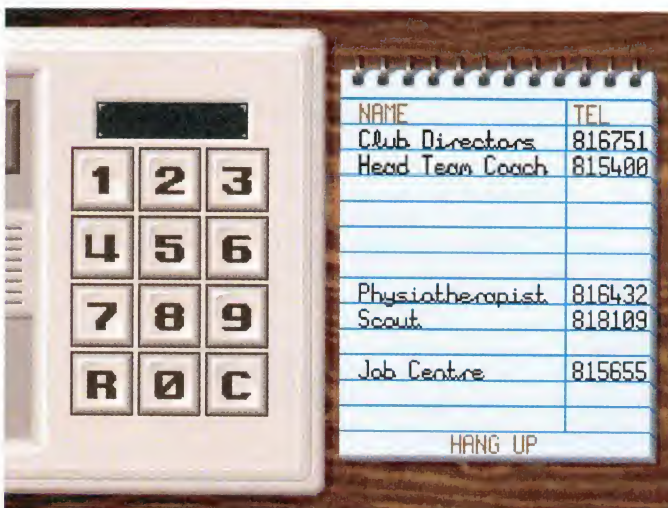 1 2 3
4 5 6
7 8 9
R 0 C
NAME TEL
Club Directors 816751
Head Team Coach 815400
Physiotherapist 816432
Scout 818109
Job Centre 815655
HANG UP